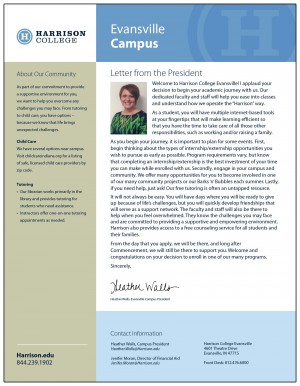 HARRISON
COLLEGE
Evansville
Campus
About Our Community
As part of our commitment to provide
a supportive environment for you,
we want to help you overcome any
challenges you may face. From tutoring
to child care, you have options –
because we know that life brings
unexpected challenges.
Child Care
We have several options near campus.
Visit childcareindiana.org for a listing
of safe, licensed child care providers by
zip code.
Tutoring
• Our librarian works primarily in the
library and provides tutoring for
students who need assistance.
• Instructors offer one-on-one tutoring
appointments as needed.
Harrison.edu
844.239.1902
Letter from the President
Welcome to Harrison College Evansville! I applaud your
decision to begin your academic journey with us. Our
dedicated faculty and staff will help you ease into classes
and understand how we operate the "Harrison" way.
As a student, you will have multiple internet-based tools
at your fingertips that will make learning efficient so
that you have the time to take care of all those other
responsibilities, such as working and/or raising a family.
As you begin your journey, it is important to plan for some events. First,
begin thinking about the types of internship/externship opportunities you
wish to pursue as early as possible. Program requirements vary, but know
that completing an internship/externship is the best investment of your time
you can make while enrolled with us. Secondly, engage in your campus and
community. We offer many opportunities for you to become involved in one
of our many community projects or our Barks 'n' Bubbles volunteerism. Lastly,
if you need help, just ask! Our free tutoring is often an untapped resource.
It will not always be easy. You will have days where you will be ready to give
up because of life's challenges, but you will quickly develop friendships that
will serve as a support network. The faculty and staff will also be there to
help when you feel overwhelmed. They know the challenges you may face
and are committed to providing a supportive and empowering environment.
Harrison also provides access to a free counseling service for all students and
their families.
From the day that you apply, we will be there, and long after
Commencement, we will still be there to support you. Welcome and
congratulations on your decision to enroll in one of our many programs.
Sincerely,
Heather Walls
Heather Walls, Evansville Campus President
Contact Information
Heather Walls, Campus President
Jenifer Moran, Director of Financial Aid
Harrison College Evansville
4601 Theatre Drive
Evansville, IN 47715
Front Desk: 812.476.6000